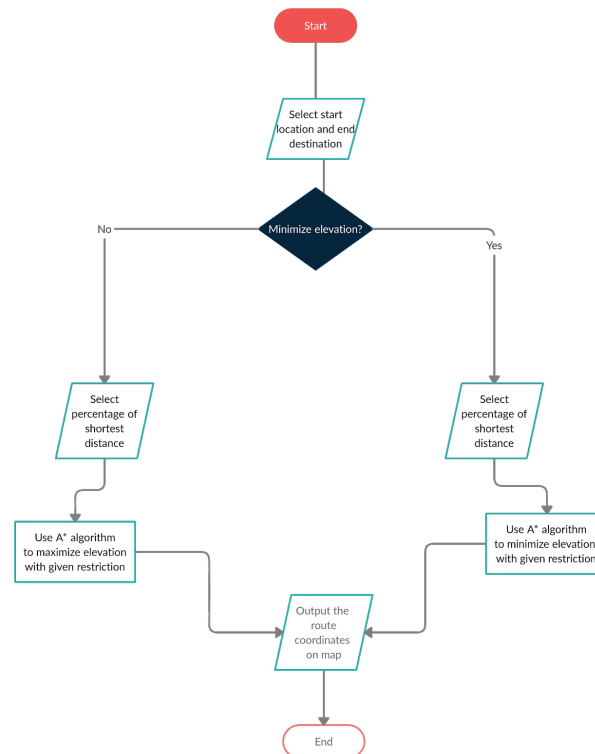 Start
Select start
location and end
destination
Minimize elevation?
No
Yes
Select
percentage of
shortest
distance
Select
percentage of
shortest
distance
Use A* algorithm
to maximize elevation
with given restriction
Use A* algorithm
to minimize elevation
with given restriction
Output the
route
coordinates
on map
End